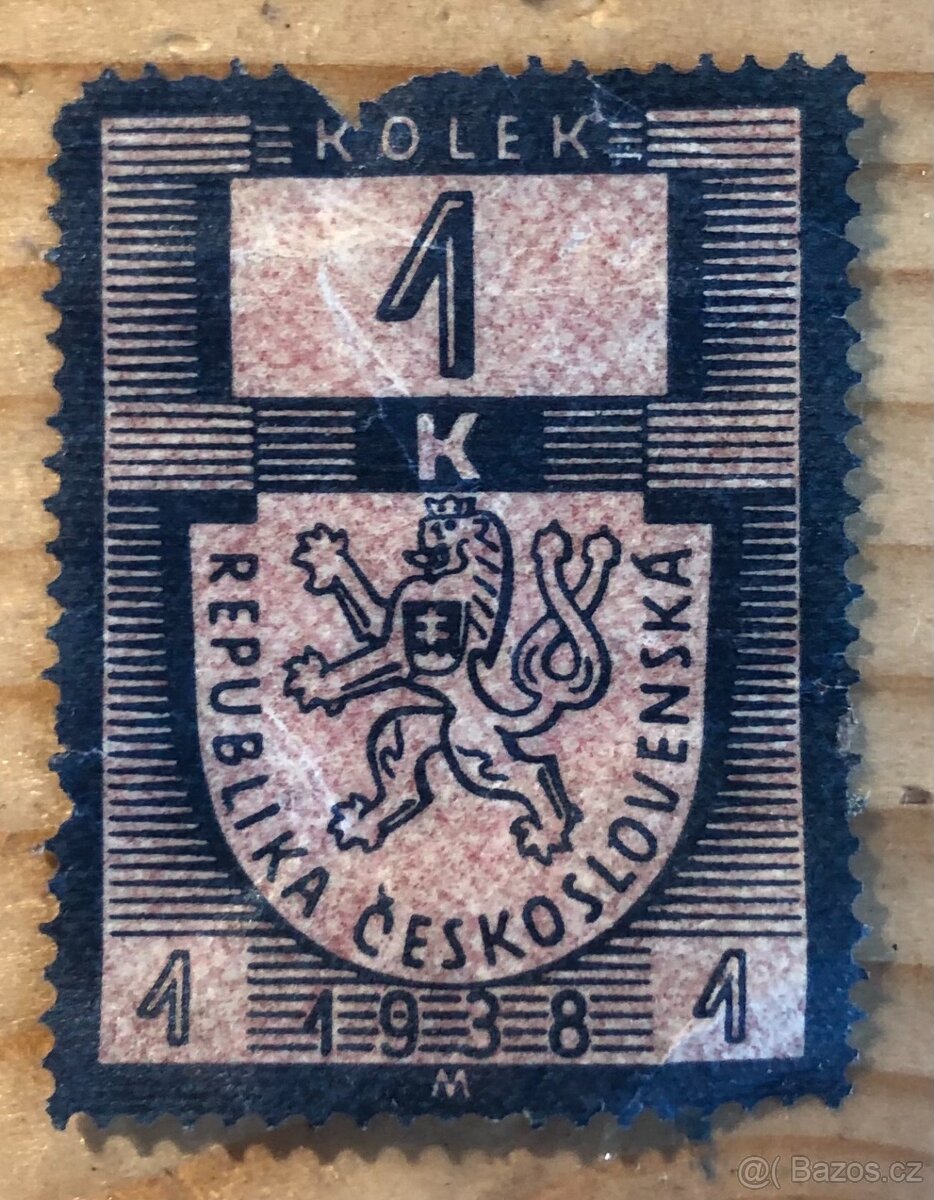 KOLEK
1
K
REPUBLIKA ČESKOSLOVENSKÁ
1 1938 1
M
@( Bazos.cz